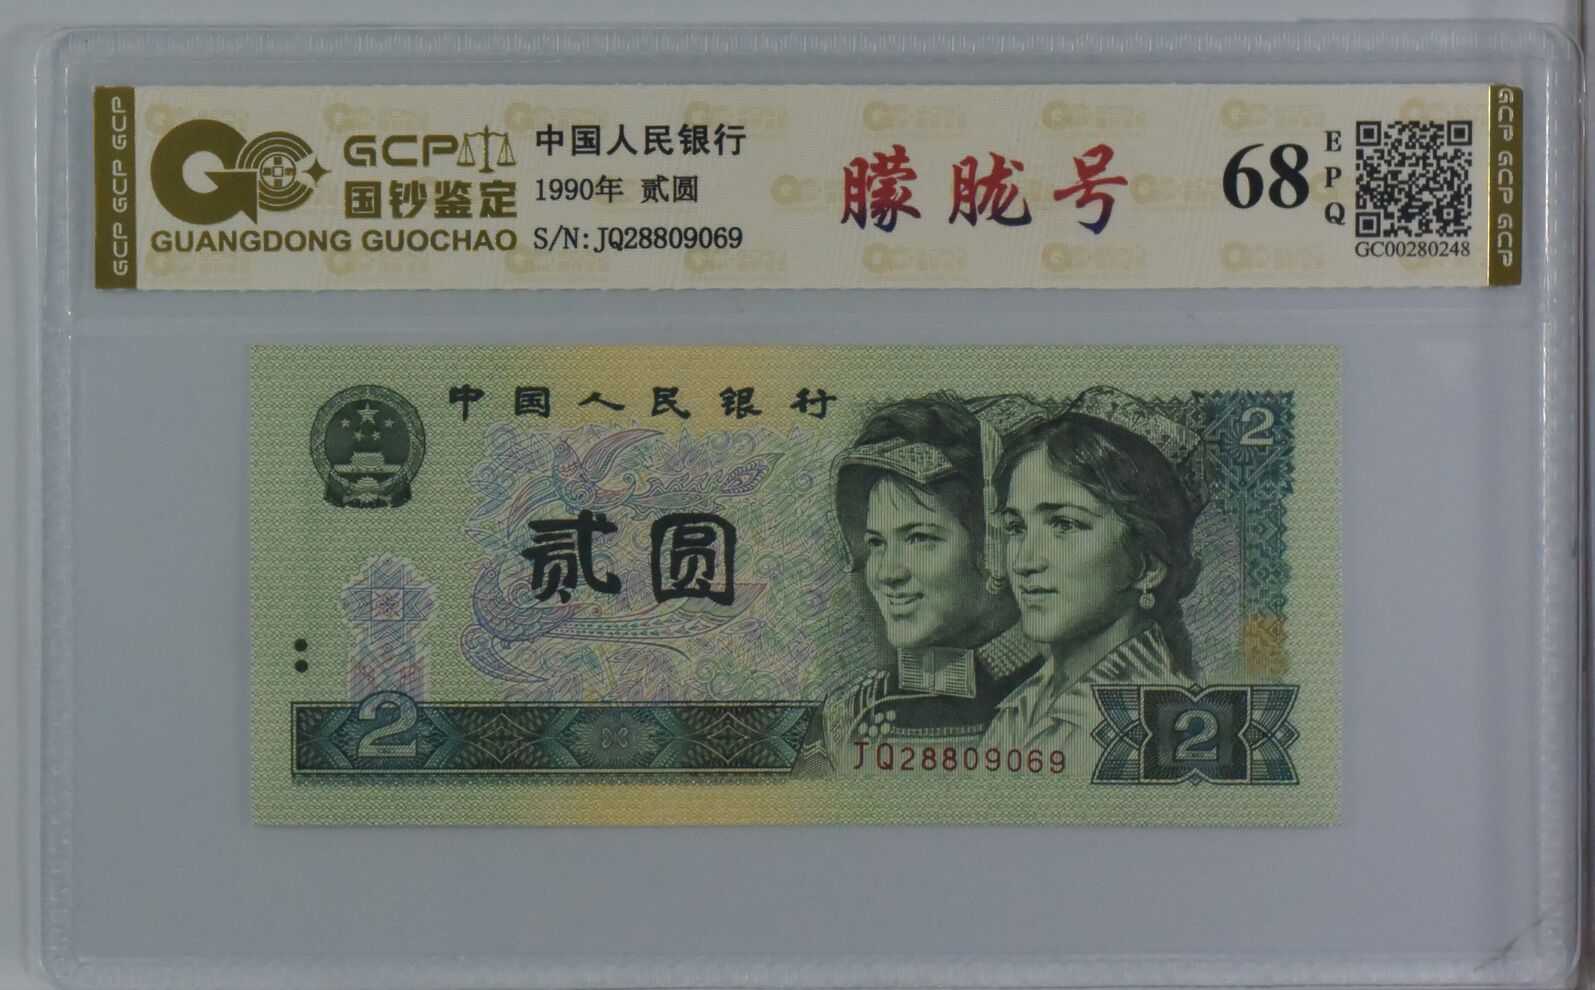 GCP GCP GCP
GCP
国钞鉴定
GUANGDONG GUOCHAO
中国人民银行
1990年 贰圆
S/N: JQ28809069
朦胧号
68
EPQ
GC00280248
GCP GCP GCP
中国人民银行
2
贰圆
2
JQ28809069
2